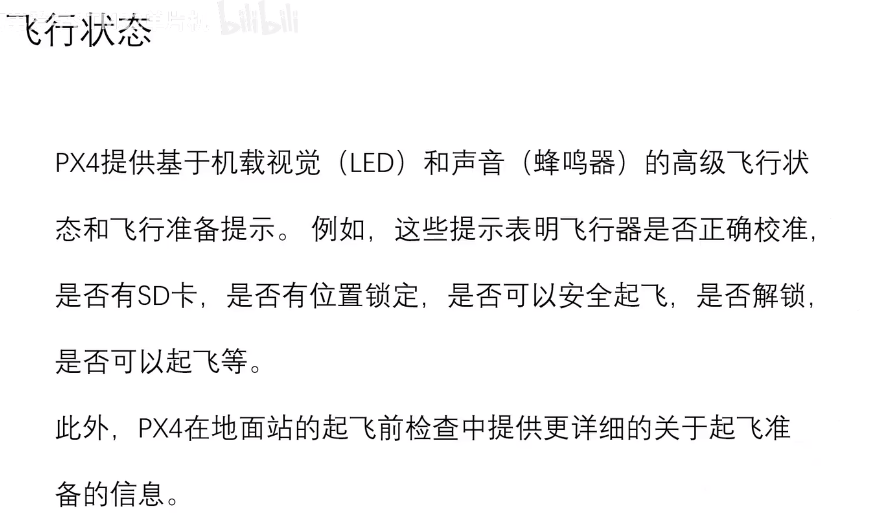 飞行状态
bilibili
PX4提供基于机载视觉（LED）和声音（蜂鸣器）的高级飞行状
态和飞行准备提示。 例如，这些提示表明飞行器是否正确校准，
是否有SD卡，是否有位置锁定，是否可以安全起飞，是否解锁，
是否可以起飞等。
此外，PX4在地面站的起飞前检查中提供更详细的关于起飞准
备的信息。